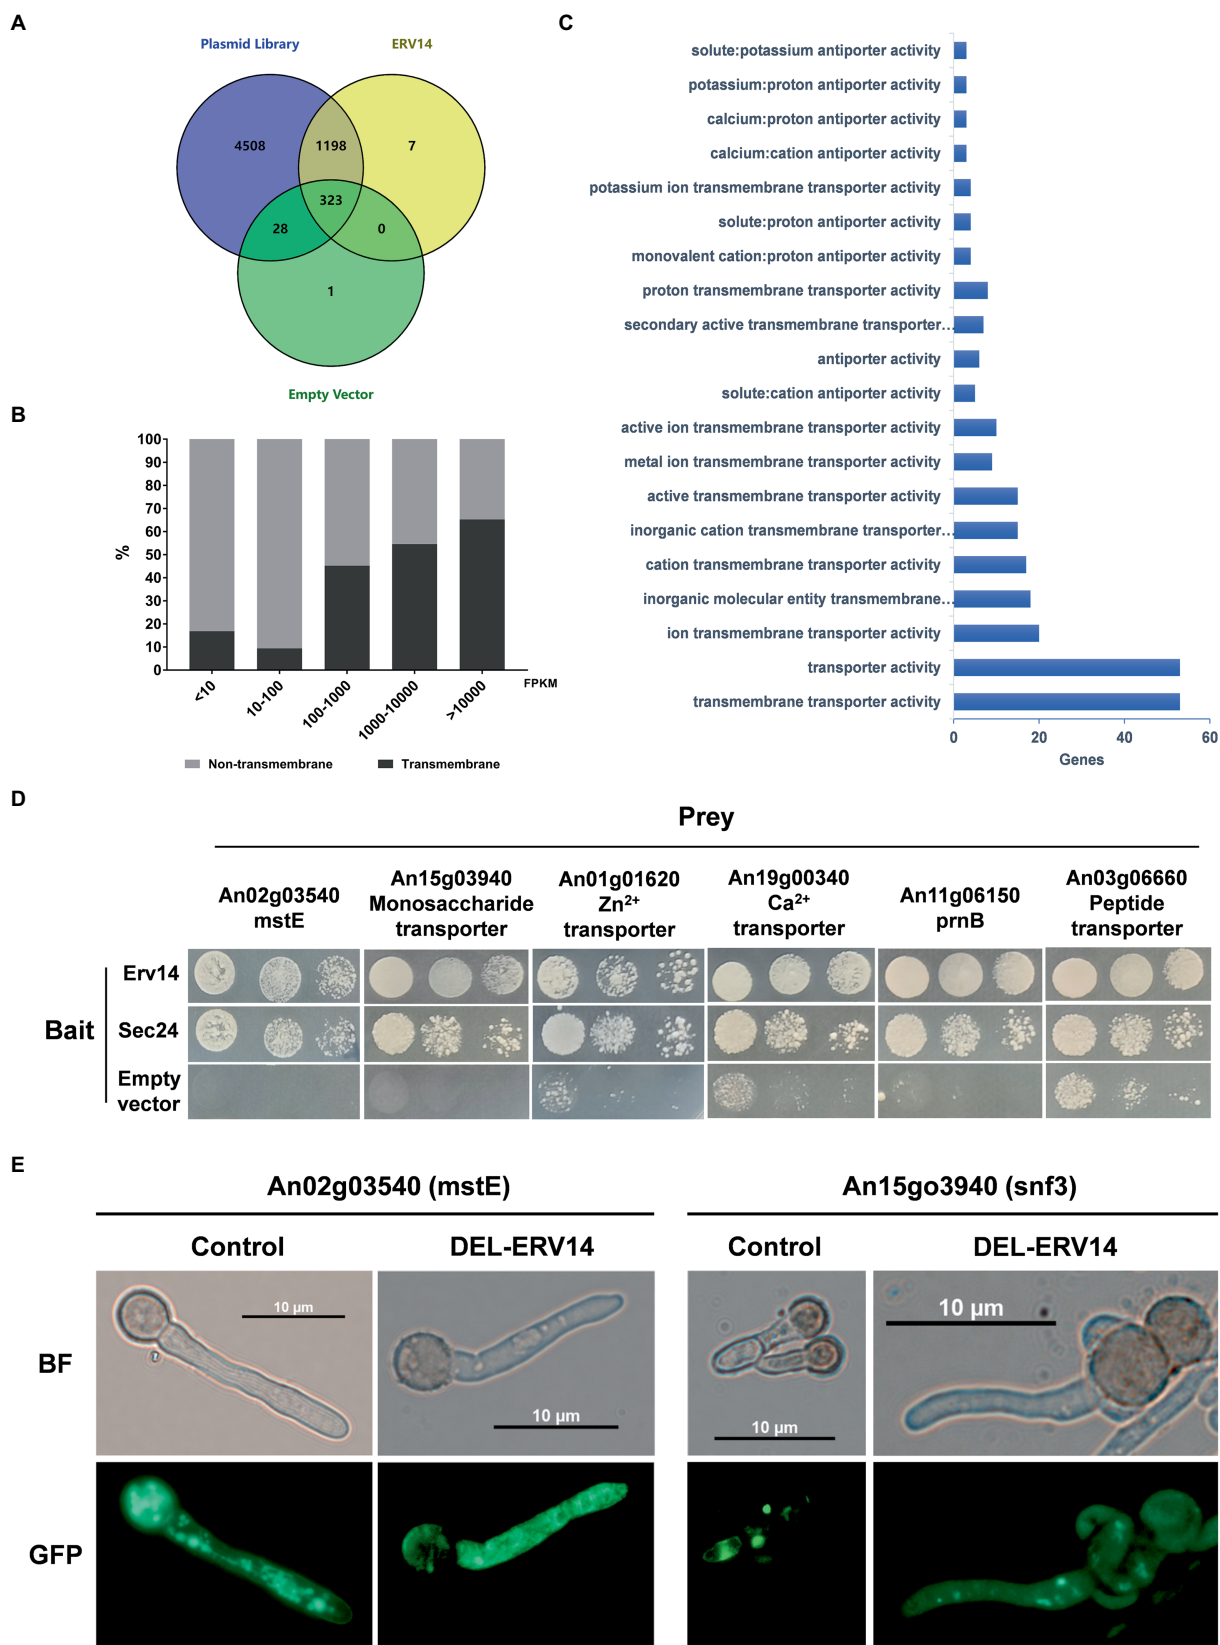 A
Plasmid Library
ERV14
4508
1198
7
323
28
0
1
Empty Vector
B
100
90
80
70
60
50
40
30
20
10
0
%
<10
10-100
100-1000
1000-10000
>10000
FPKM
Non-transmembrane
Transmembrane
C
solute:potassium antiporter activity
potassium:proton antiporter activity
calcium:proton antiporter activity
calcium:cation antiporter activity
potassium ion transmembrane transporter activity
solute:proton antiporter activity
monovalent cation:proton antiporter activity
proton transmembrane transporter activity
secondary active transmembrane transporter…
antiporter activity
solute:cation antiporter activity
active ion transmembrane transporter activity
metal ion transmembrane transporter activity
active transmembrane transporter activity
inorganic cation transmembrane transporter…
cation transmembrane transporter activity
inorganic molecular entity transmembrane…
ion transmembrane transporter activity
transporter activity
transmembrane transporter activity
0
20
40
60
Genes
D
Prey
An02g03540
mstE
An15g03940
Monosaccharide
transporter
An01g01620
Zn²⁺
transporter
An19g00340
Ca²⁺
transporter
An11g06150
prnB
An03g06660
Peptide
transporter
Bait
Erv14
Sec24
Empty
vector
E
An02g03540 (mstE)
An15go3940 (snf3)
Control
DEL-ERV14
Control
DEL-ERV14
BF
10 µm
10 µm
10 µm
10 µm
GFP